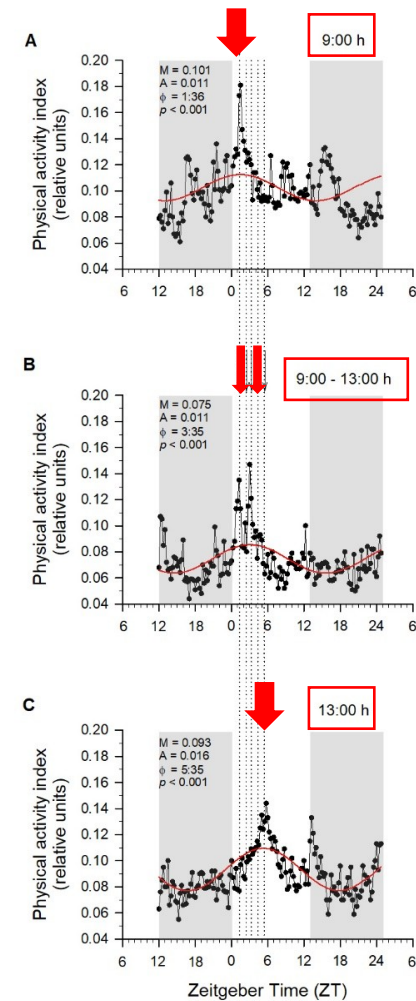 A
9:00 h
Physical activity index
(relative units)
0.20
0.18
0.16
0.14
0.12
0.10
0.08
0.06
0.04
M = 0.101
A = 0.011
ϕ = 1:36
p < 0.001
6 12 18 0 6 12 18 24 6
B
9:00 - 13:00 h
Physical activity index
(relative units)
0.20
0.18
0.16
0.14
0.12
0.10
0.08
0.06
0.04
M = 0.075
A = 0.011
ϕ = 3:35
p < 0.001
6 12 18 0 6 12 18 24 6
C
13:00 h
Physical activity index
(relative units)
0.20
0.18
0.16
0.14
0.12
0.10
0.08
0.06
0.04
M = 0.093
A = 0.016
ϕ = 5:35
p < 0.001
6 12 18 0 6 12 18 24 6
Zeitgeber Time (ZT)